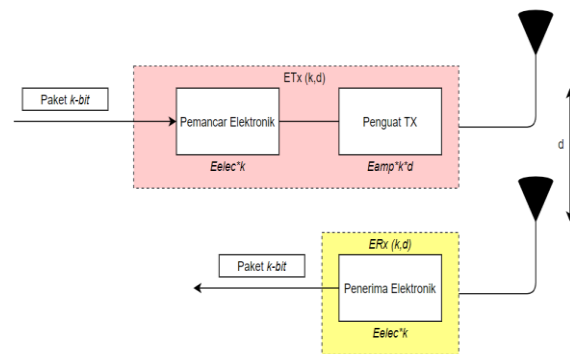 ETx (k,d)
Paket k-bit
Pemancar Elektronik
Penguat TX
Eelec*k
Eamp*k*d
d
ERx (k,d)
Paket k-bit
Penerima Elektronik
Eelec*k